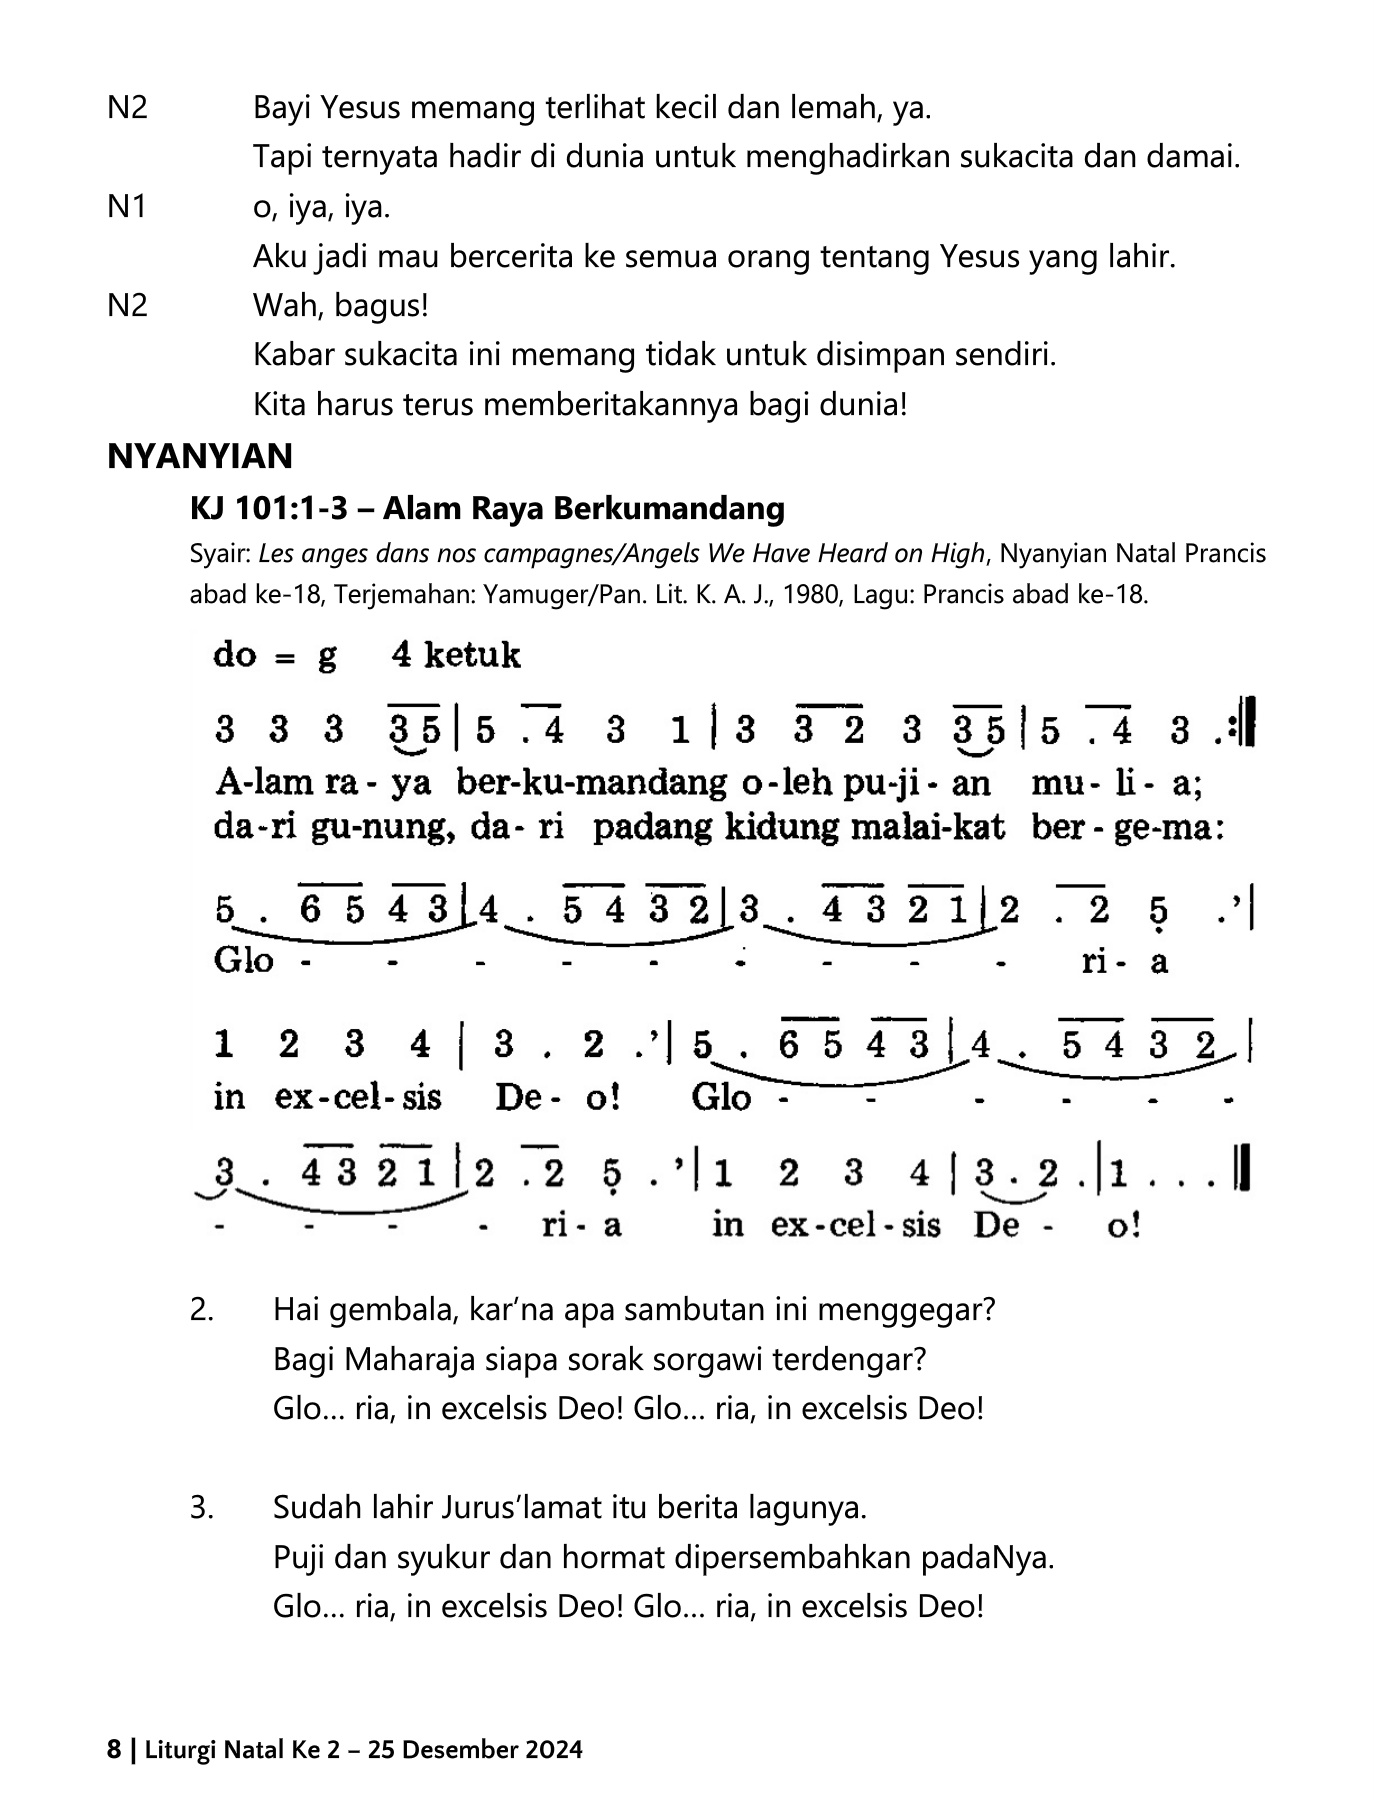 N2 Bayi Yesus memang terlihat kecil dan lemah, ya.
Tapi ternyata hadir di dunia untuk menghadirkan sukacita dan damai.
N1 o, iya, iya.
Aku jadi mau bercerita ke semua orang tentang Yesus yang lahir.
N2 Wah, bagus!
Kabar sukacita ini memang tidak untuk disimpan sendiri.
Kita harus terus memberitakannya bagi dunia!
NYANYIAN
KJ 101:1-3 – Alam Raya Berkumandang
Syair: Les anges dans nos campagnes/Angels We Have Heard on High, Nyanyian Natal Prancis
abad ke-18, Terjemahan: Yamuger/Pan. Lit. K. A. J., 1980, Lagu: Prancis abad ke-18.
do = g 4 ketuk
3 3 3 3 5 | 5 . 4 3 1 | 3 3 2 3 3 5 | 5 . 4 3 . :||
A-lam ra - ya ber-ku-mandang o-leh pu-ji - an mu- li - a;
da-ri gu-nung, da- ri padang kidung malai-kat ber - ge-ma:
5 . 6 5 4 3 | 4 . 5 4 3 2 | 3 . 4 3 2 1 | 2 . 2 5̣ .’ |
Glo - - - - - - - - - ri - a
1 2 3 4 | 3 . 2 .’ | 5 . 6 5 4 3 | 4 . 5 4 3 2 |
in ex-cel-sis De - o! Glo - - - - - -
3 . 4 3 2 1 | 2 . 2 5̣ . ’ | 1 2 3 4 | 3 . 2 . | 1 . . . ||
- - - - ri - a in ex-cel-sis De - o!
2. Hai gembala, kar’na apa sambutan ini menggegar?
Bagi Maharaja siapa sorak sorgawi terdengar?
Glo… ria, in excelsis Deo! Glo… ria, in excelsis Deo!
3. Sudah lahir Jurus’lamat itu berita lagunya.
Puji dan syukur dan hormat dipersembahkan padaNya.
Glo… ria, in excelsis Deo! Glo… ria, in excelsis Deo!
8 | Liturgi Natal Ke 2 – 25 Desember 2024